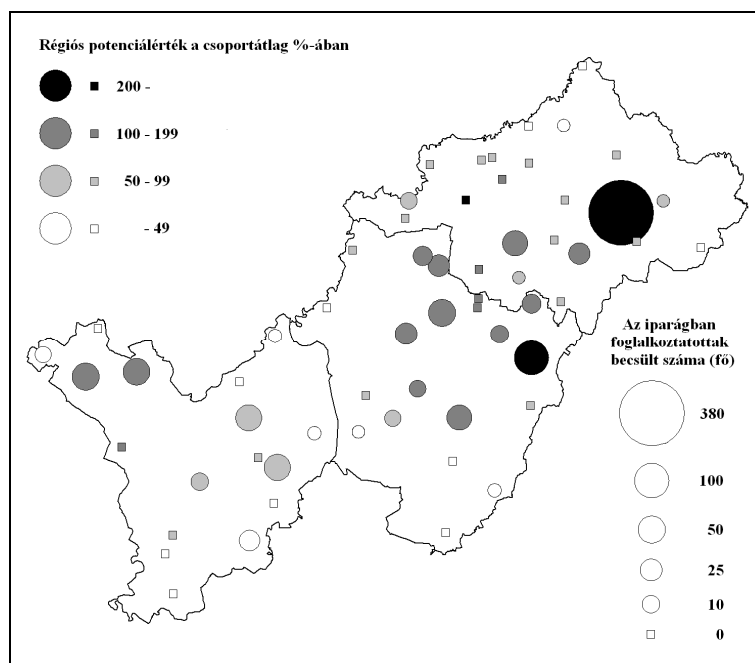 Régiós potenciálérték a csoportátlag %-ában
200 -
100 - 199
50 - 99
- 49
Az iparágban
foglalkoztatottak
becsült száma (fő)
380
100
50
25
10
0